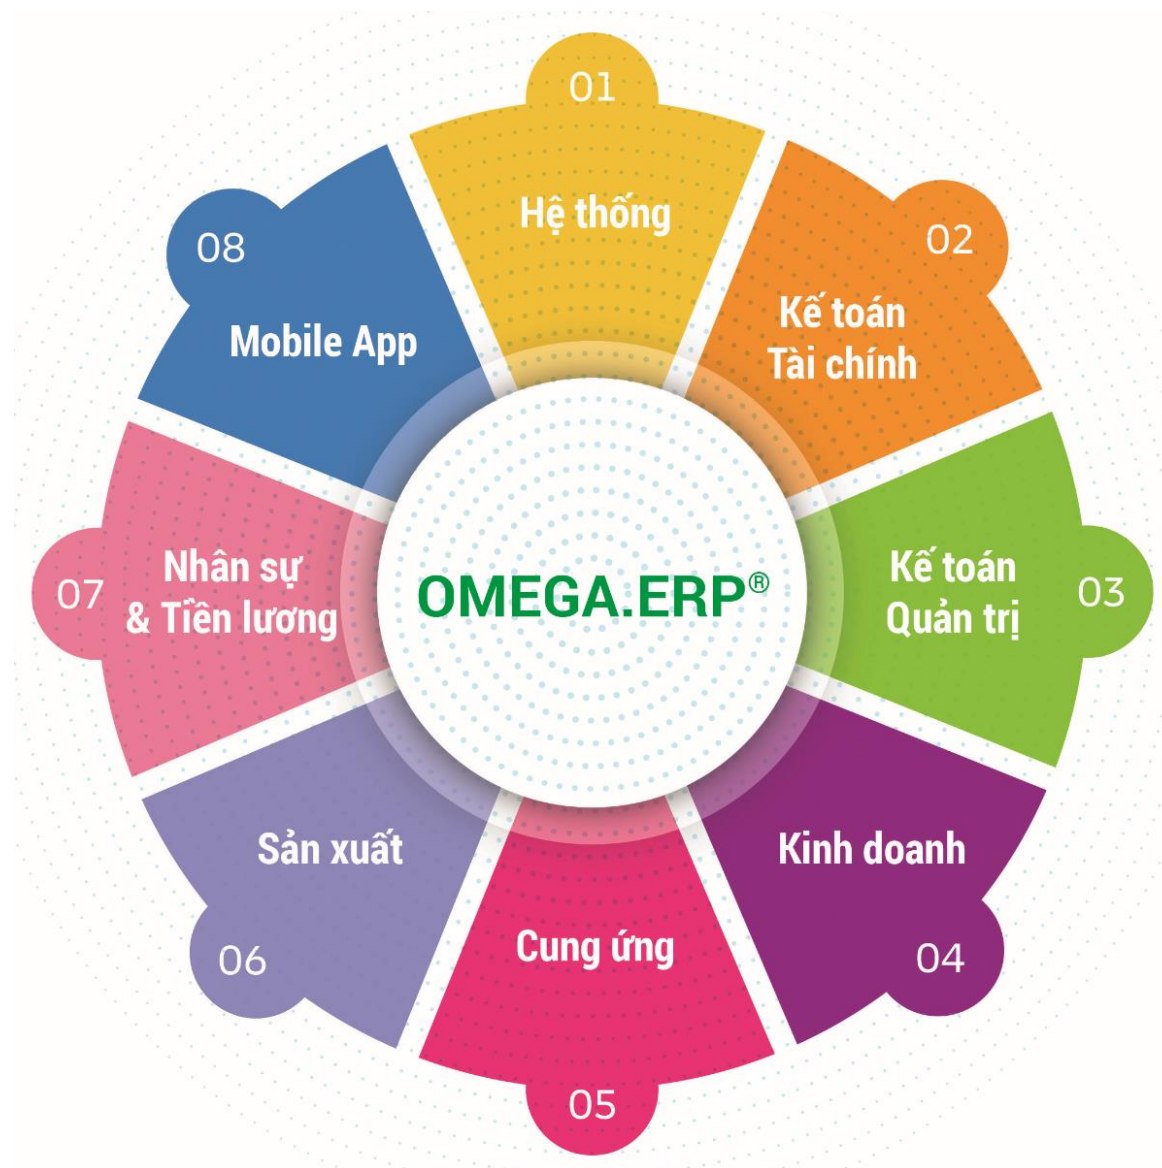 01
Hệ thống
02
Kế toán
Tài chính
03
Kế toán
Quản trị
04
Kinh doanh
05
Cung ứng
06
Sản xuất
07
Nhân sự
& Tiền lương
08
Mobile App
OMEGA.ERP®